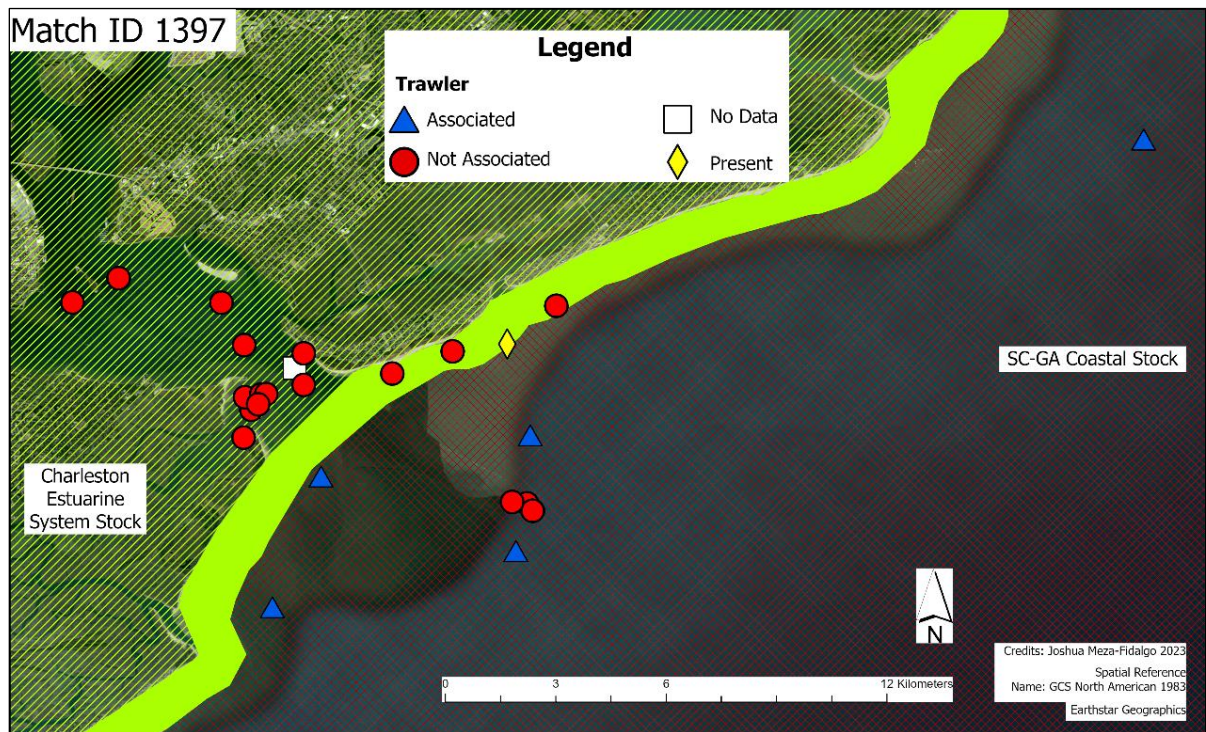 Match ID 1397
Legend
Trawler
Associated
No Data
Not Associated
Present
SC-GA Coastal Stock
Charleston
Estuarine
System Stock
N
0 3 6 12 Kilometers
Credits: Joshua Meza-Fidalgo 2023
Spatial Reference
Name: GCS North American 1983
Earthstar Geographics